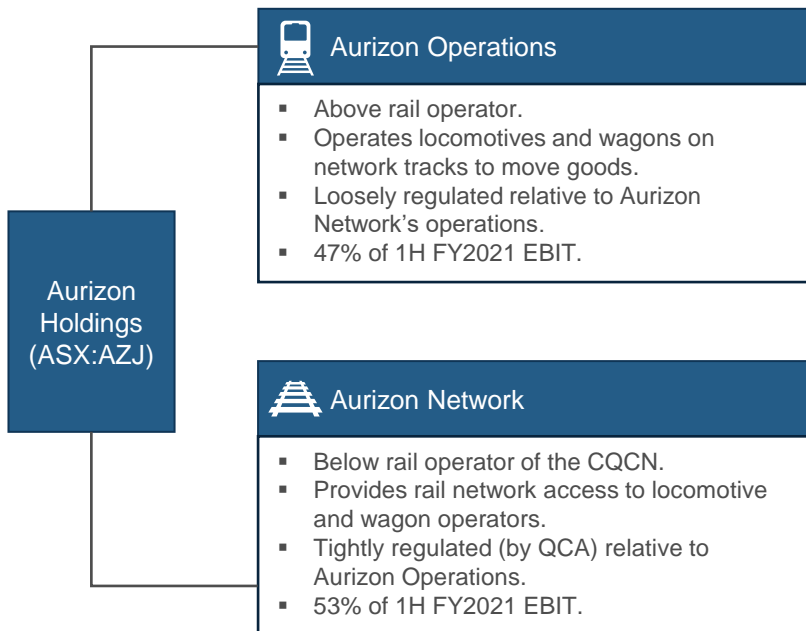 Aurizon Operations
▪ Above rail operator.
▪ Operates locomotives and wagons on
network tracks to move goods.
▪ Loosely regulated relative to Aurizon
Network’s operations.
▪ 47% of 1H FY2021 EBIT.
Aurizon
Holdings
(ASX:AZJ)
Aurizon Network
▪ Below rail operator of the CQCN.
▪ Provides rail network access to locomotive
and wagon operators.
▪ Tightly regulated (by QCA) relative to
Aurizon Operations.
▪ 53% of 1H FY2021 EBIT.